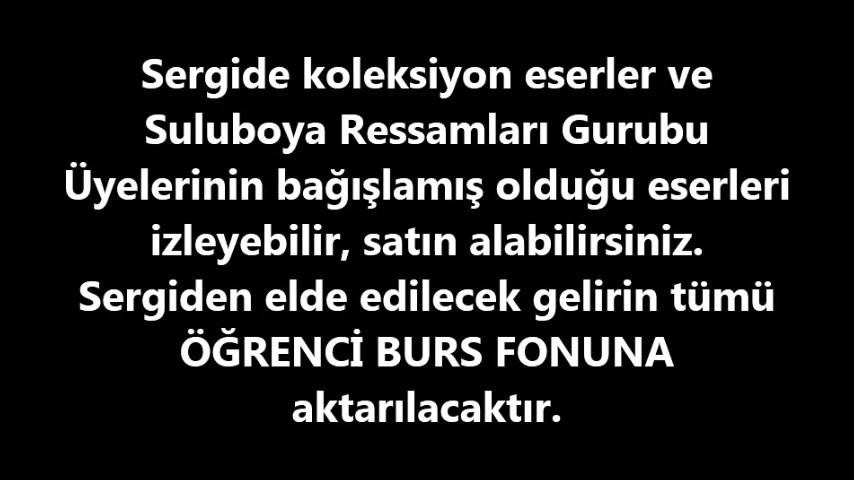 Sergide koleksiyon eserler ve
Suluboya Ressamları Gurubu
Üyelerinin bağışlamış olduğu eserleri
izleyebilir, satın alabilirsiniz.
Sergiden elde edilecek gelirin tümü
ÖĞRENCİ BURS FONUNA
aktarılacaktır.